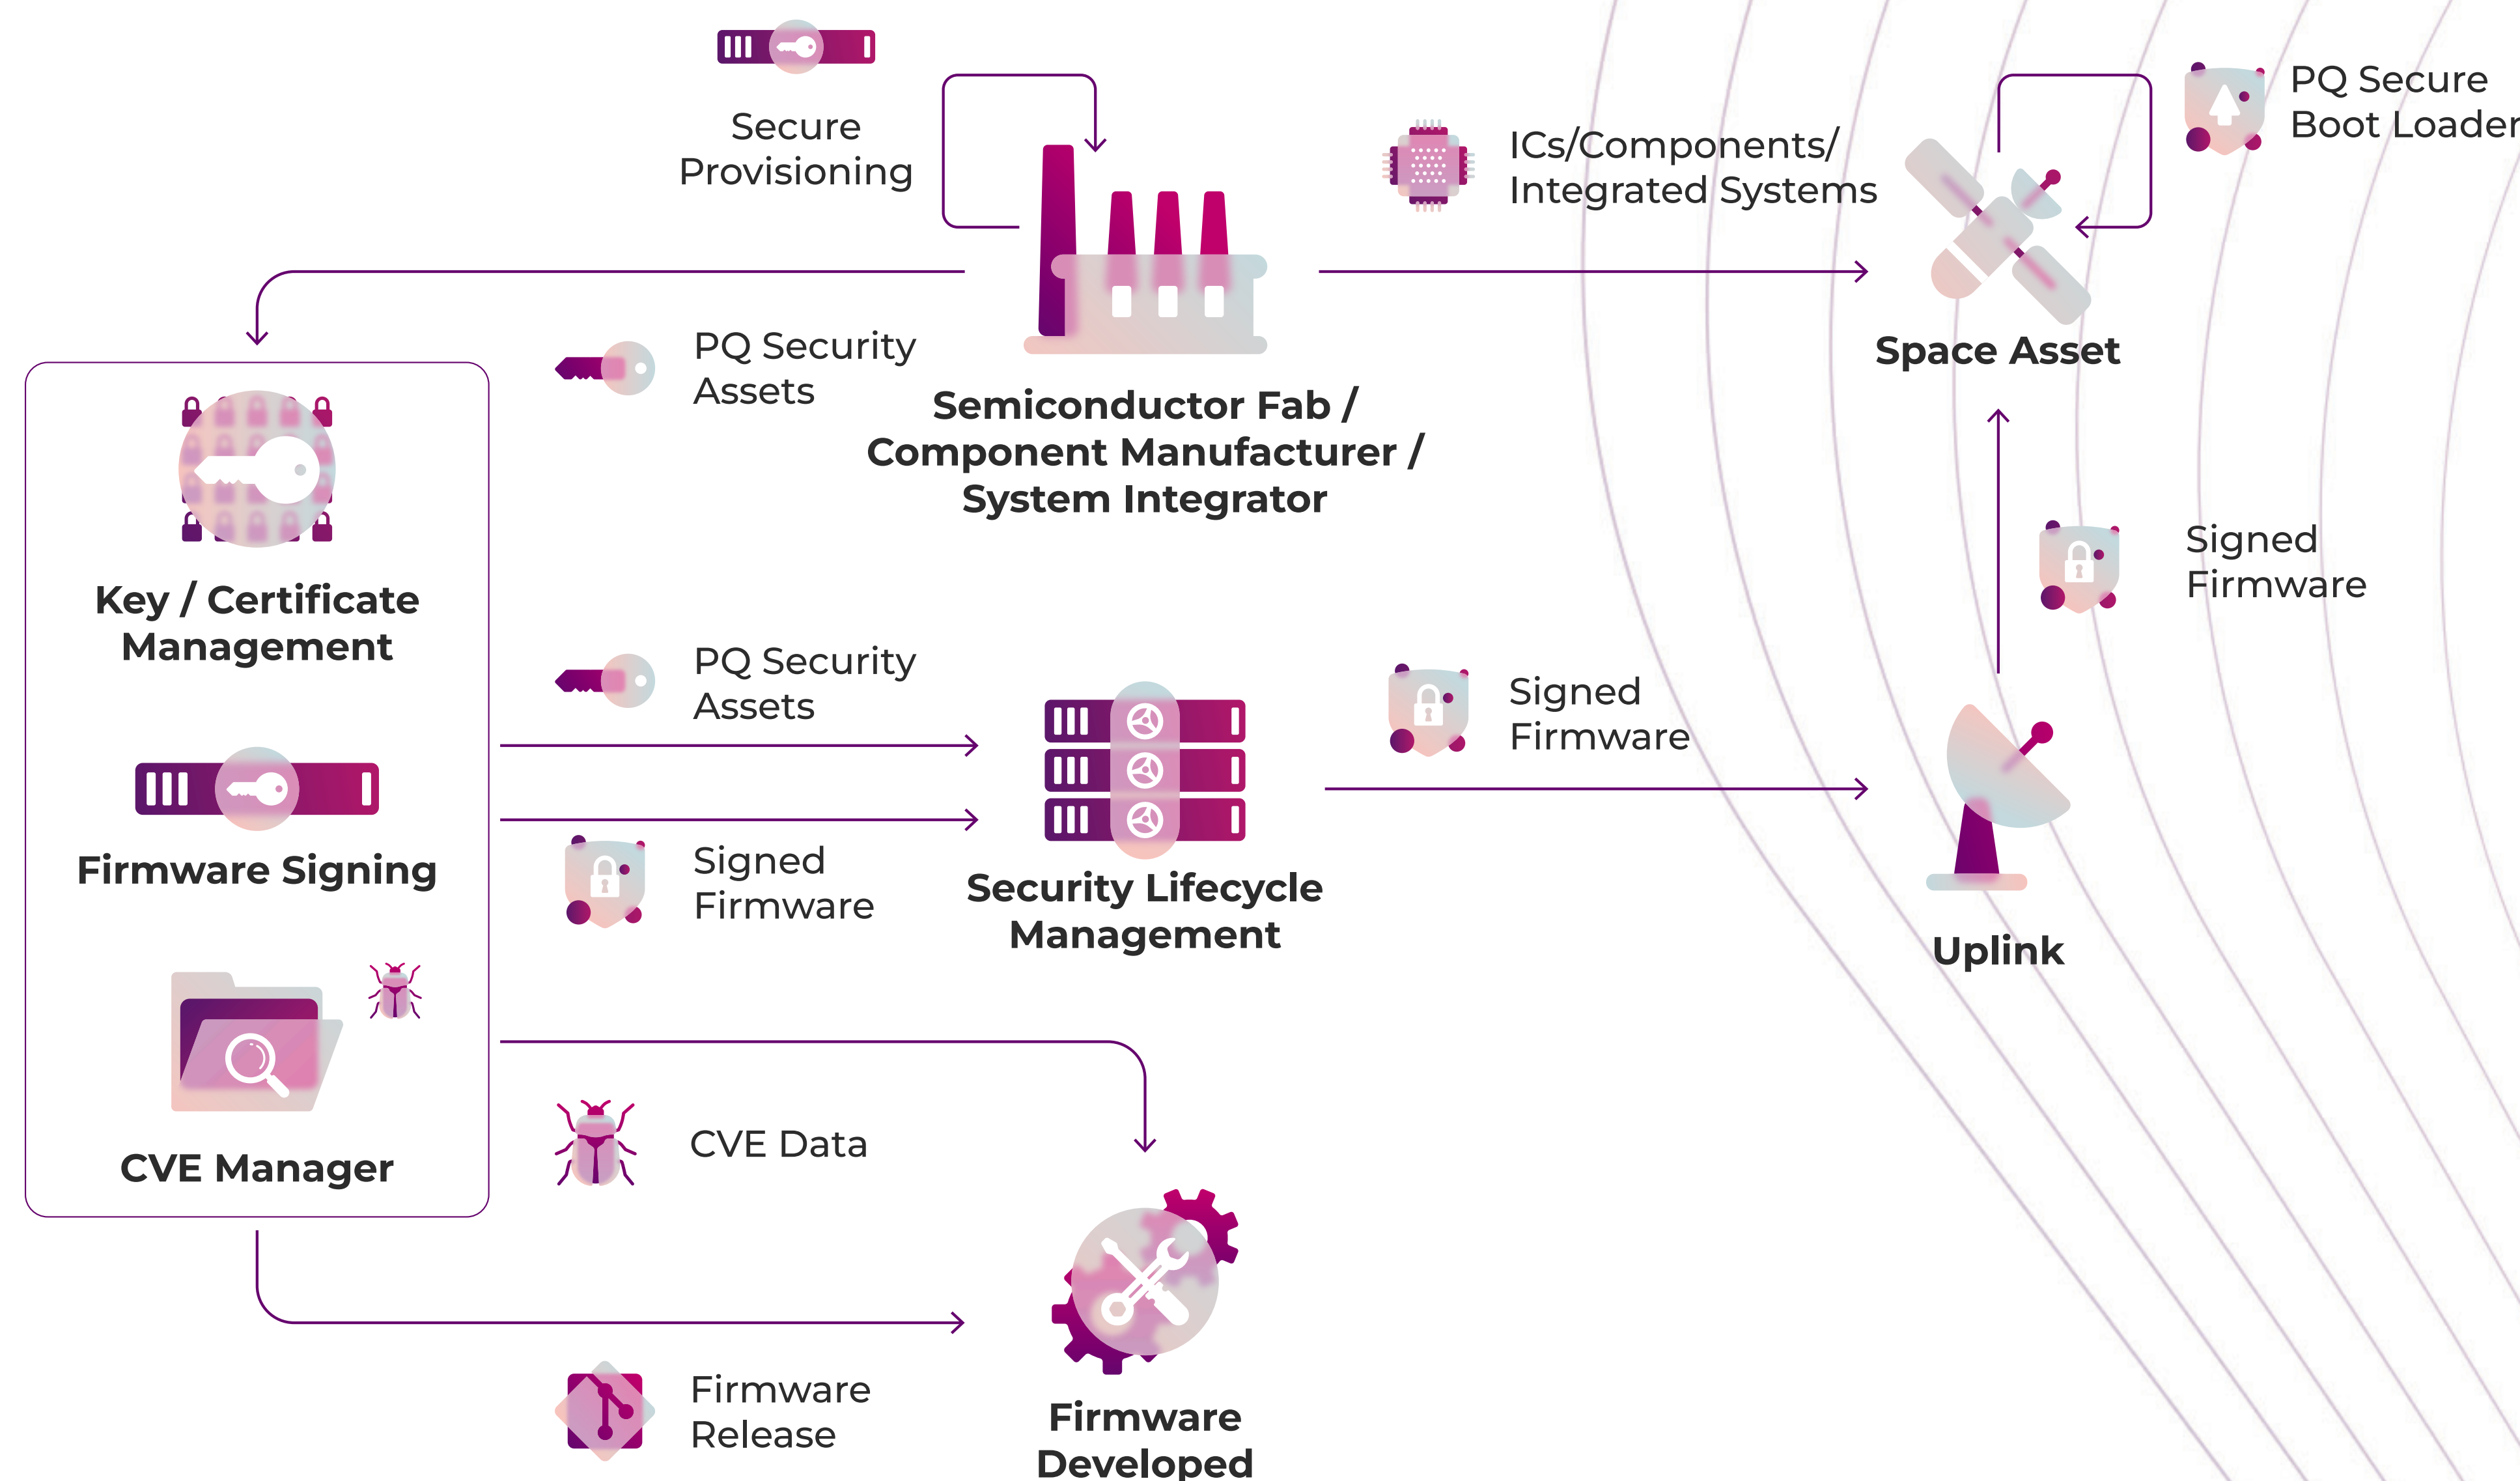 Secure
Provisioning
ICs/Components/
Integrated Systems
PQ Secure
Boot Loader
PQ Security
Assets
Semiconductor Fab /
Component Manufacturer /
System Integrator
Space Asset
Key / Certificate
Management
Signed
Firmware
PQ Security
Assets
Signed
Firmware
Firmware Signing
Signed
Firmware
Security Lifecycle
Management
Uplink
CVE Manager
CVE Data
Firmware
Release
Firmware
Developed